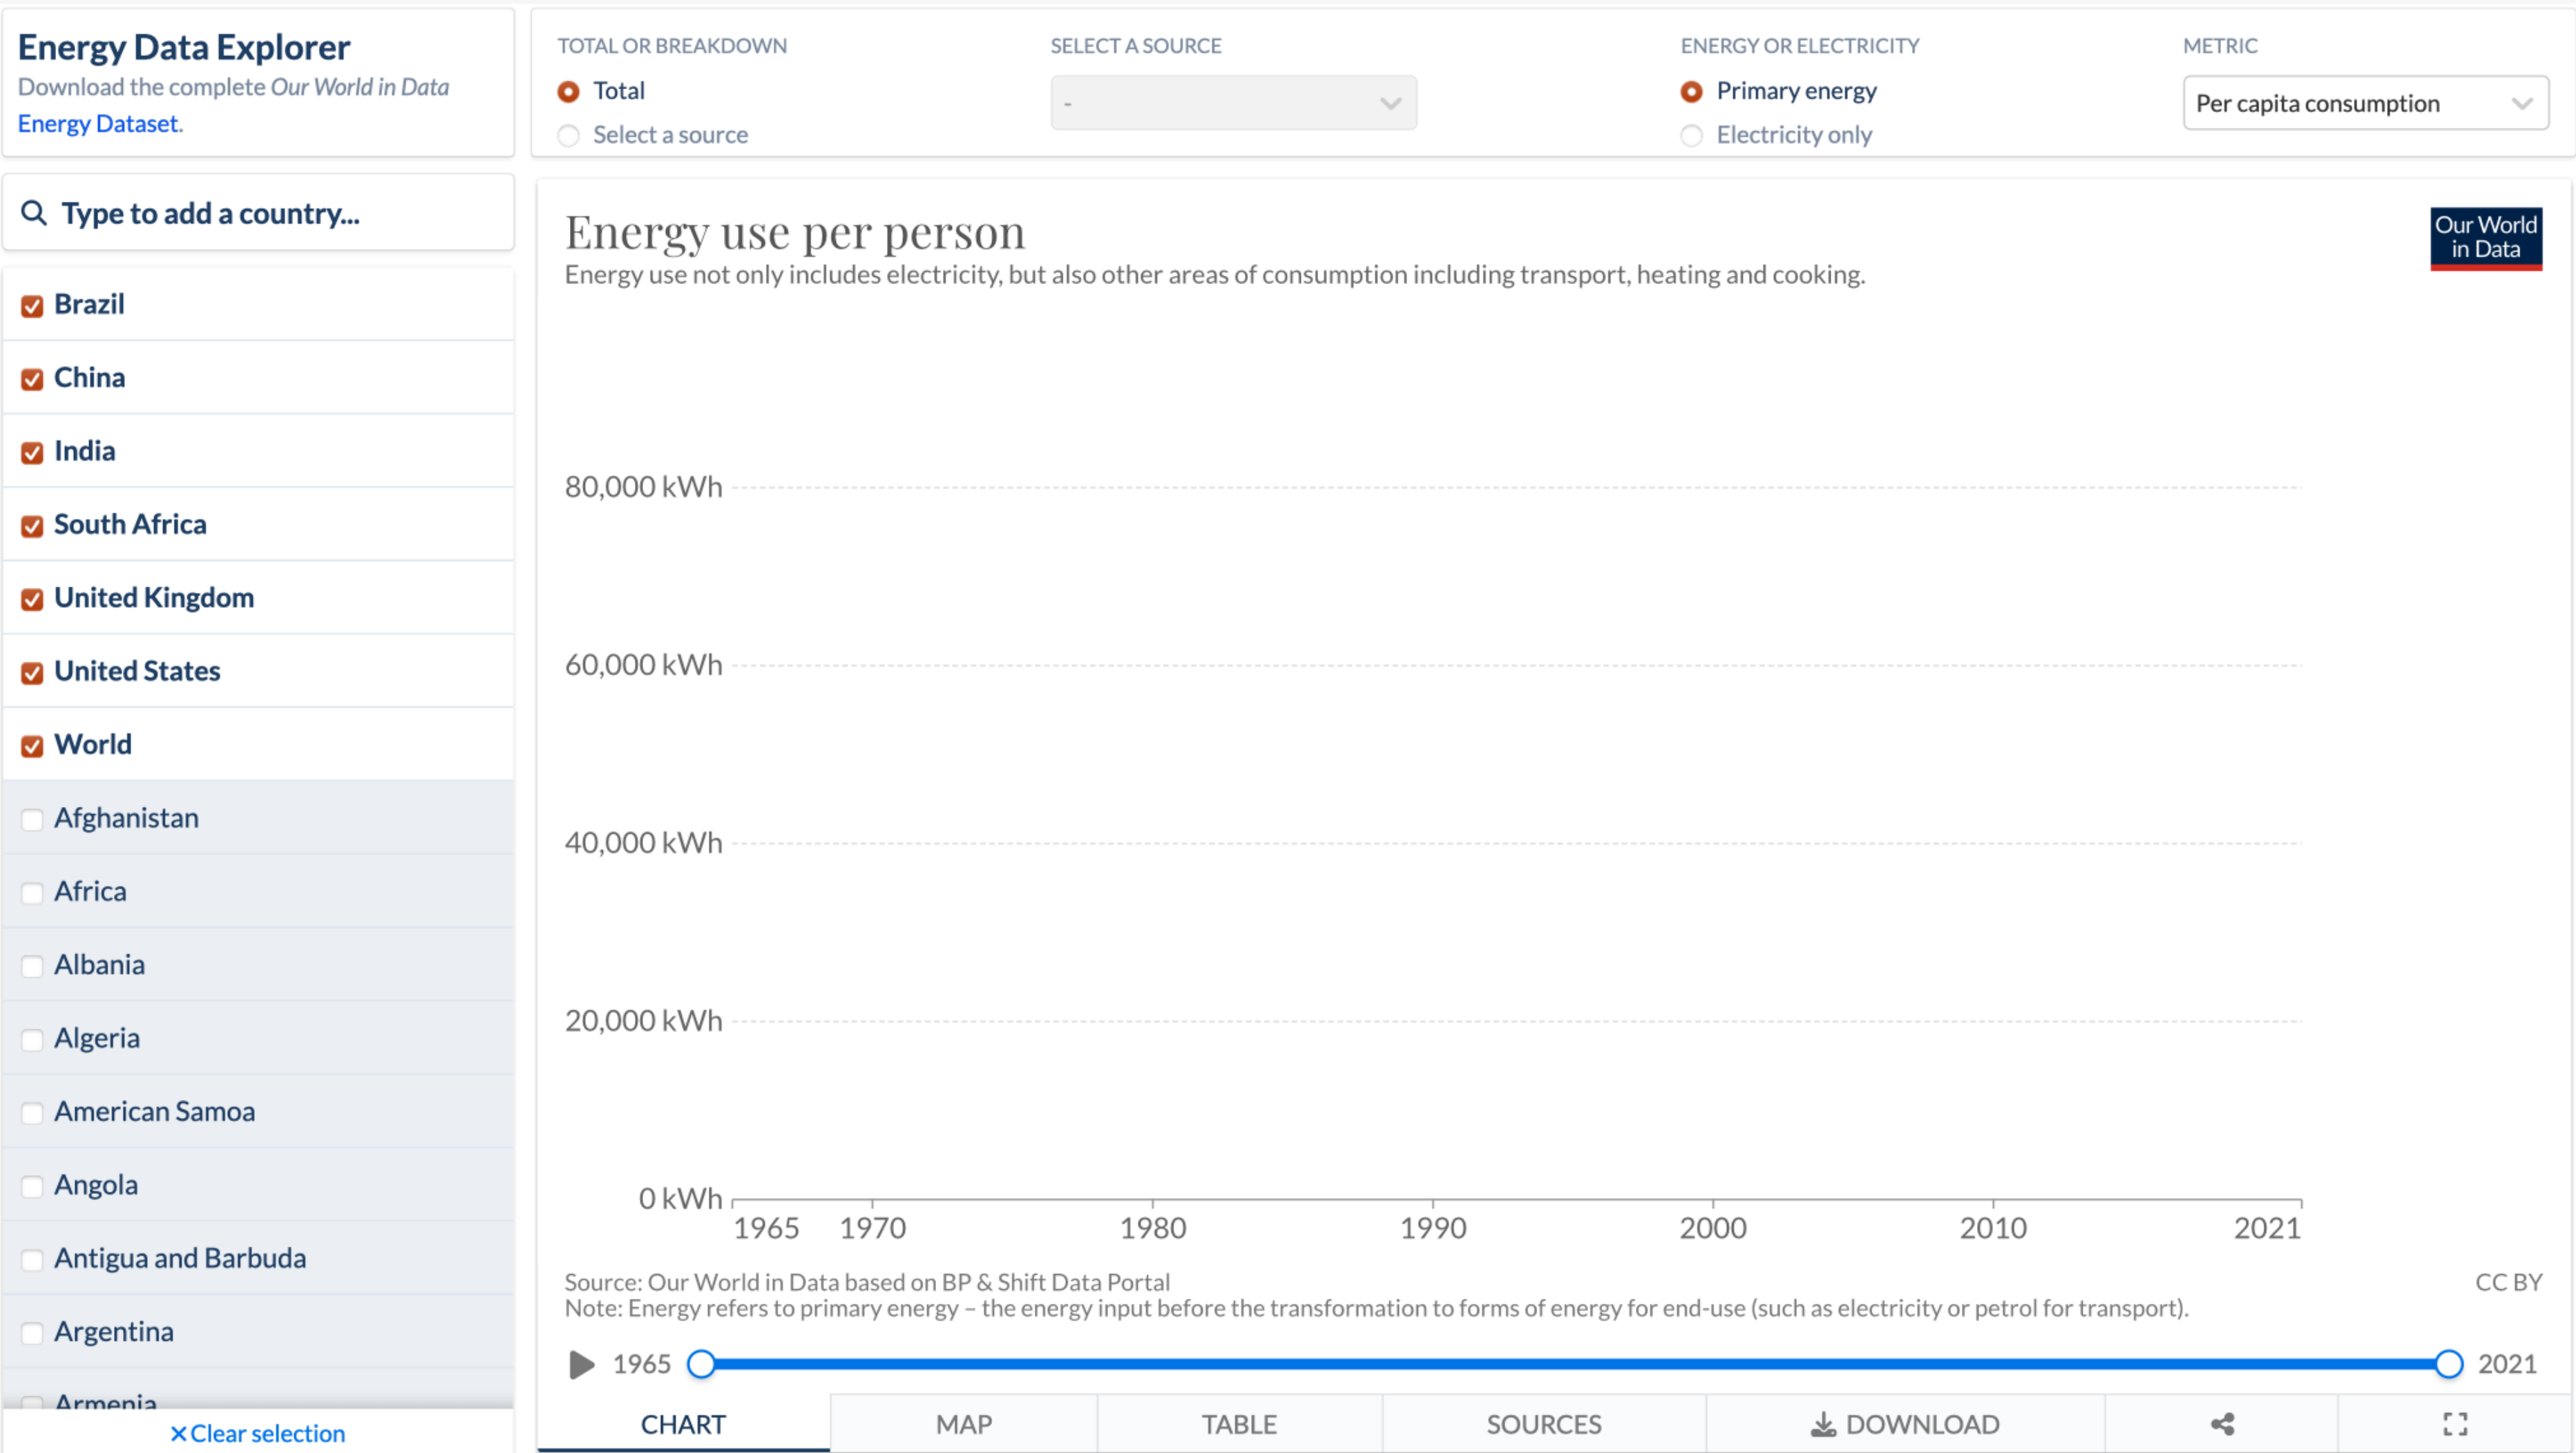 Energy Data Explorer
Download the complete Our World in Data
Energy Dataset.
TOTAL OR BREAKDOWN
Total
Select a source
SELECT A SOURCE
-
ENERGY OR ELECTRICITY
Primary energy
Electricity only
METRIC
Per capita consumption
Type to add a country...
Brazil
China
India
South Africa
United Kingdom
United States
World
Afghanistan
Africa
Albania
Algeria
American Samoa
Angola
Antigua and Barbuda
Argentina
Armenia
×Clear selection
Energy use per person
Energy use not only includes electricity, but also other areas of consumption including transport, heating and cooking.
Our World
in Data
80,000 kWh
60,000 kWh
40,000 kWh
20,000 kWh
0 kWh
1965 1970 1980 1990 2000 2010 2021
Source: Our World in Data based on BP & Shift Data Portal
CC BY
Note: Energy refers to primary energy – the energy input before the transformation to forms of energy for end-use (such as electricity or petrol for transport).
1965 2021
CHART MAP TABLE SOURCES DOWNLOAD